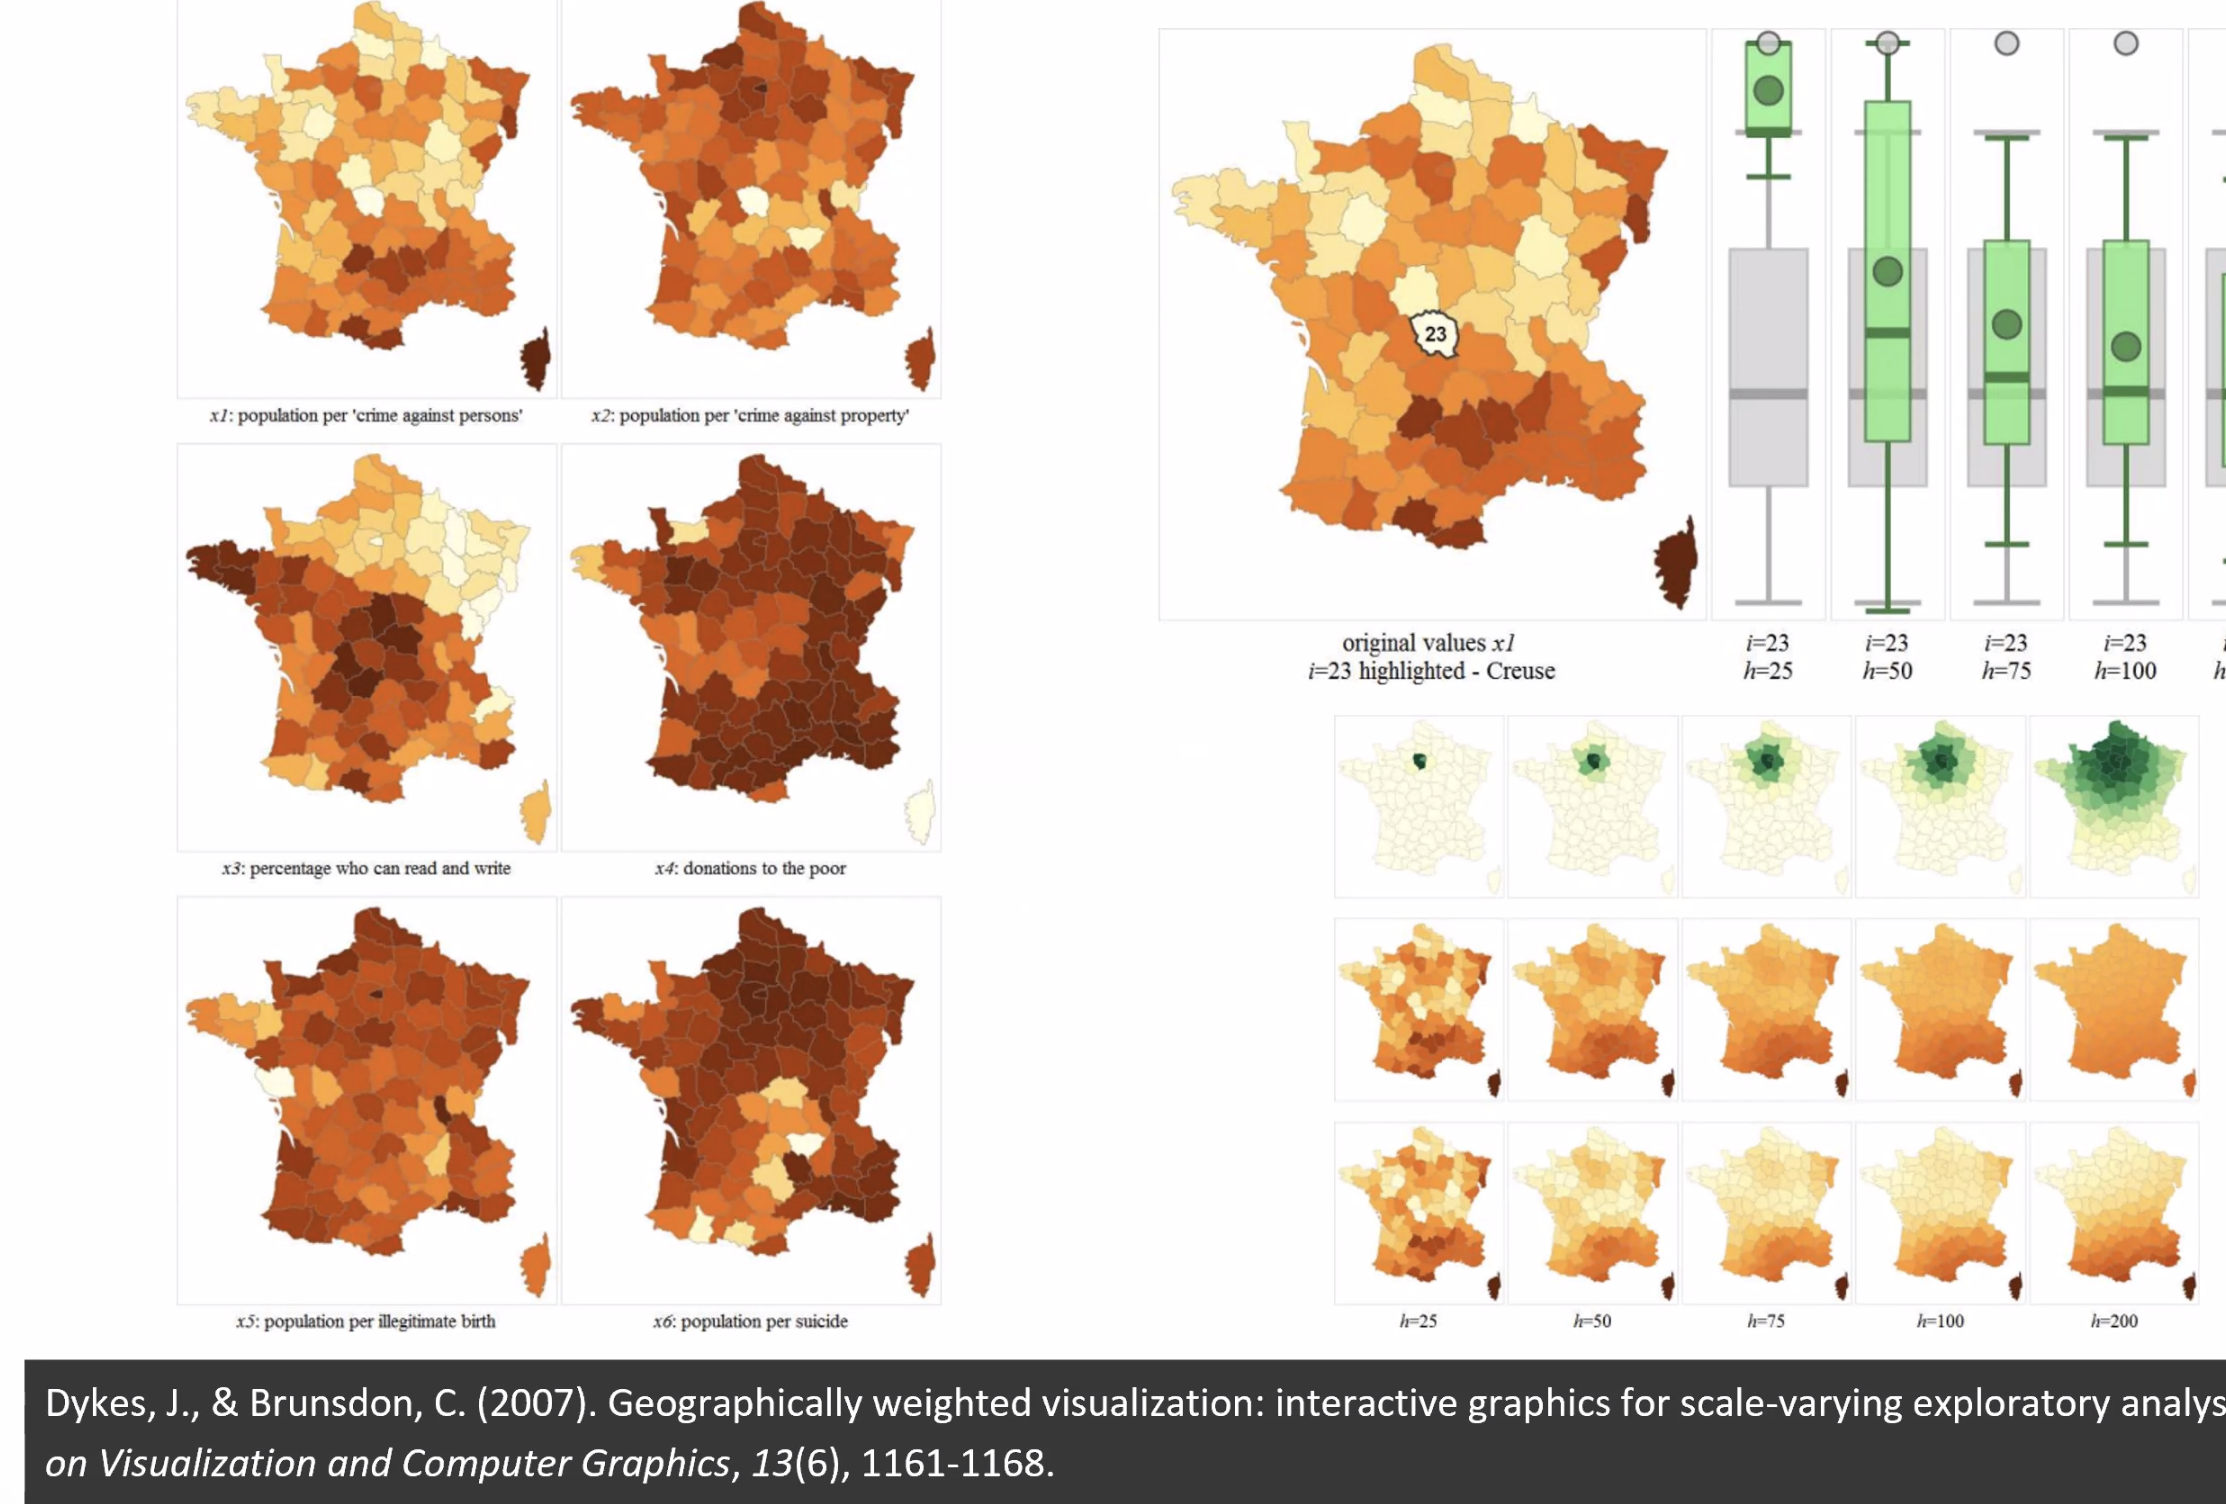 x1: population per 'crime against persons'
x2: population per 'crime against property'
x3: percentage who can read and write
x4: donations to the poor
x5: population per illegitimate birth
x6: population per suicide
23
original values x1
i=23 highlighted - Creuse
i=23
h=25
i=23
h=50
i=23
h=75
i=23
h=100
h
h=25
h=50
h=75
h=100
h=200
Dykes, J., & Brunsdon, C. (2007). Geographically weighted visualization: interactive graphics for scale-varying exploratory analys
on Visualization and Computer Graphics, 13(6), 1161-1168.